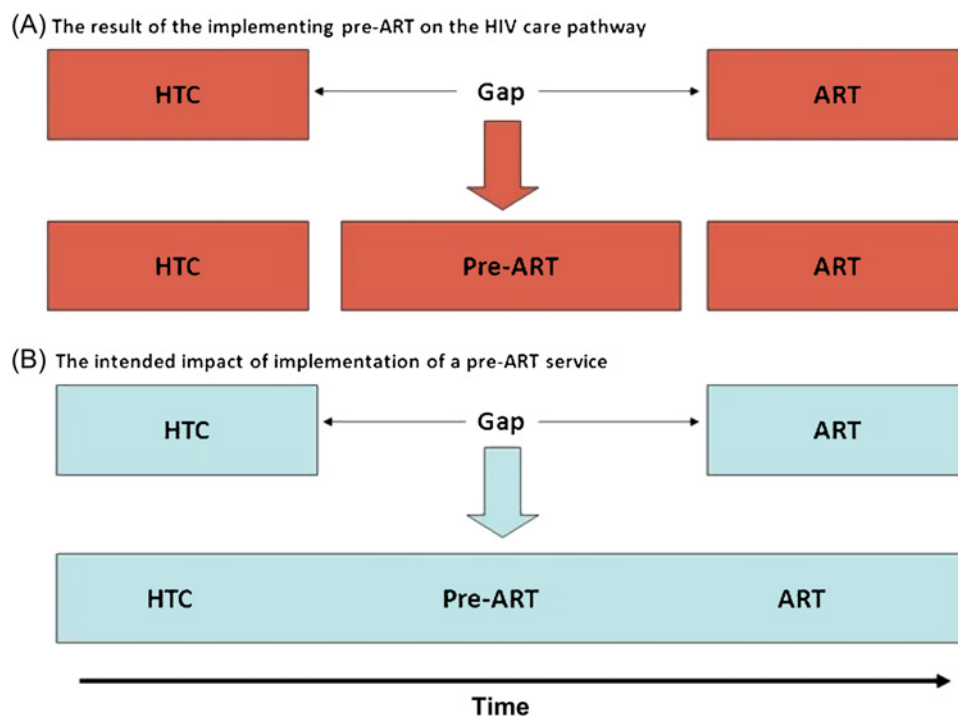 (A) The result of the implementing pre-ART on the HIV care pathway
HTC Gap ART
HTC Pre-ART ART
(B) The intended impact of implementation of a pre-ART service
HTC Gap ART
HTC Pre-ART ART
Time